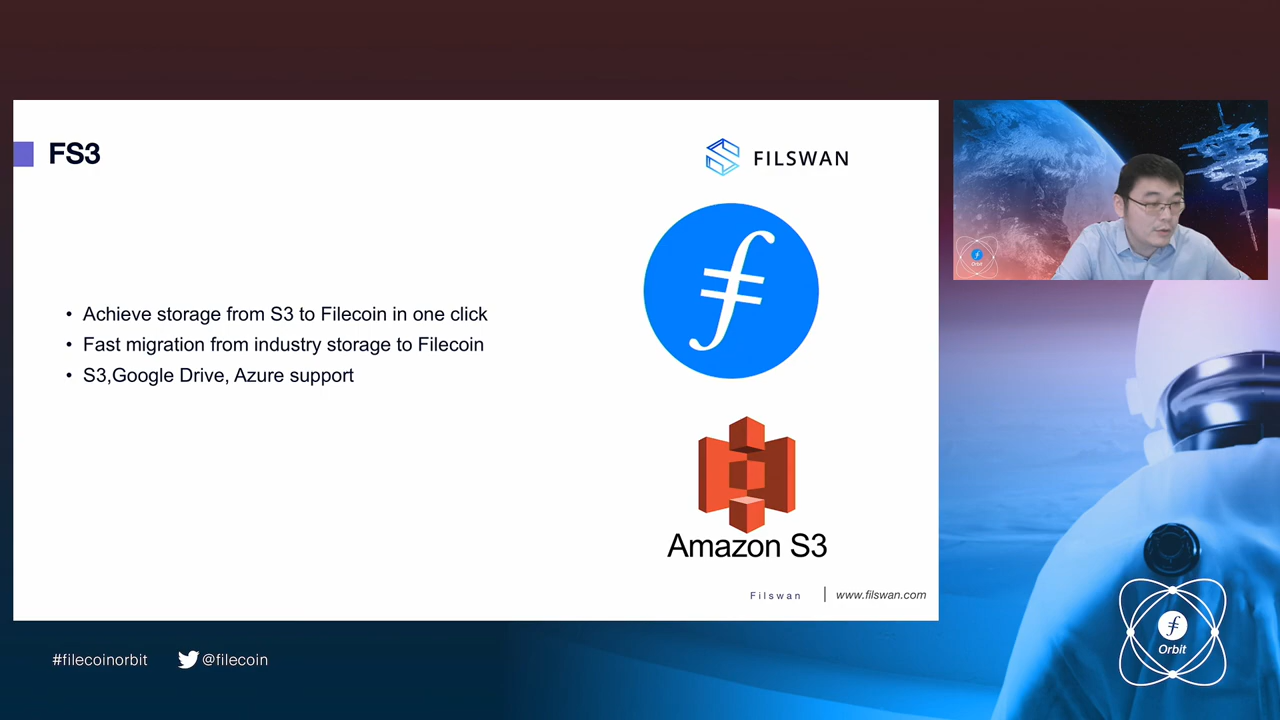 FS3
FILSWAN
• Achieve storage from S3 to Filecoin in one click
• Fast migration from industry storage to Filecoin
• S3,Google Drive, Azure support
Amazon S3
Filswan | www.filswan.com
#filecoinorbit @filecoin
Orbit
Orbit